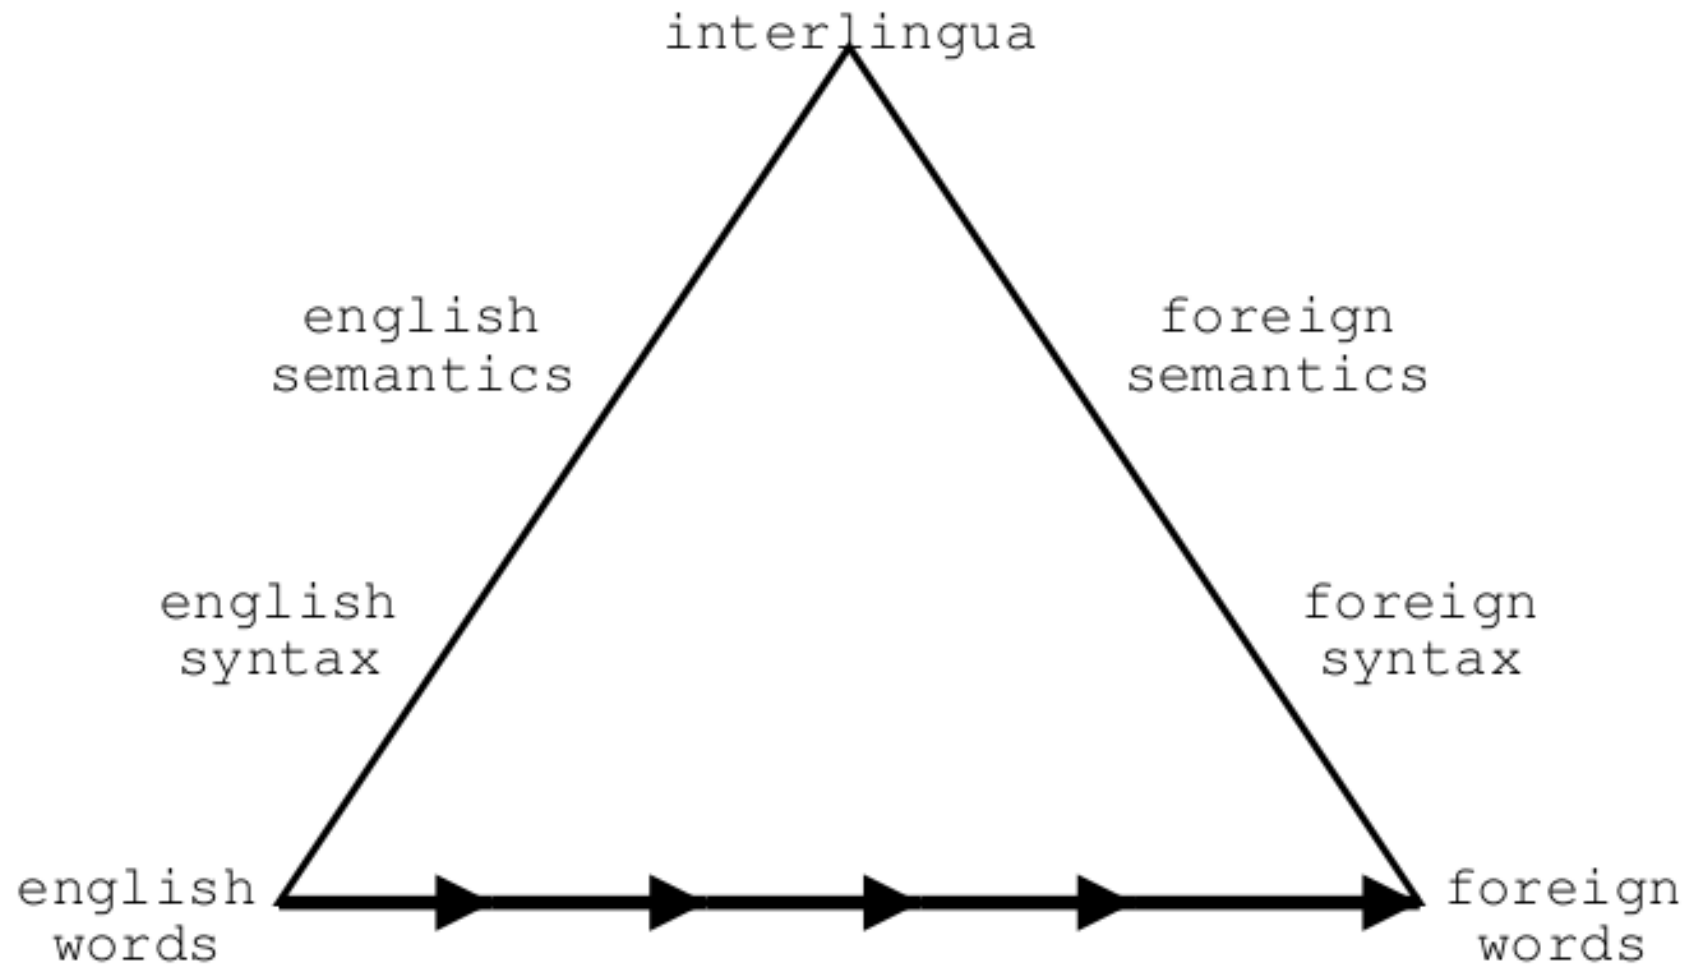 interlingua
english
semantics
foreign
semantics
english
syntax
foreign
syntax
english
words
foreign
words